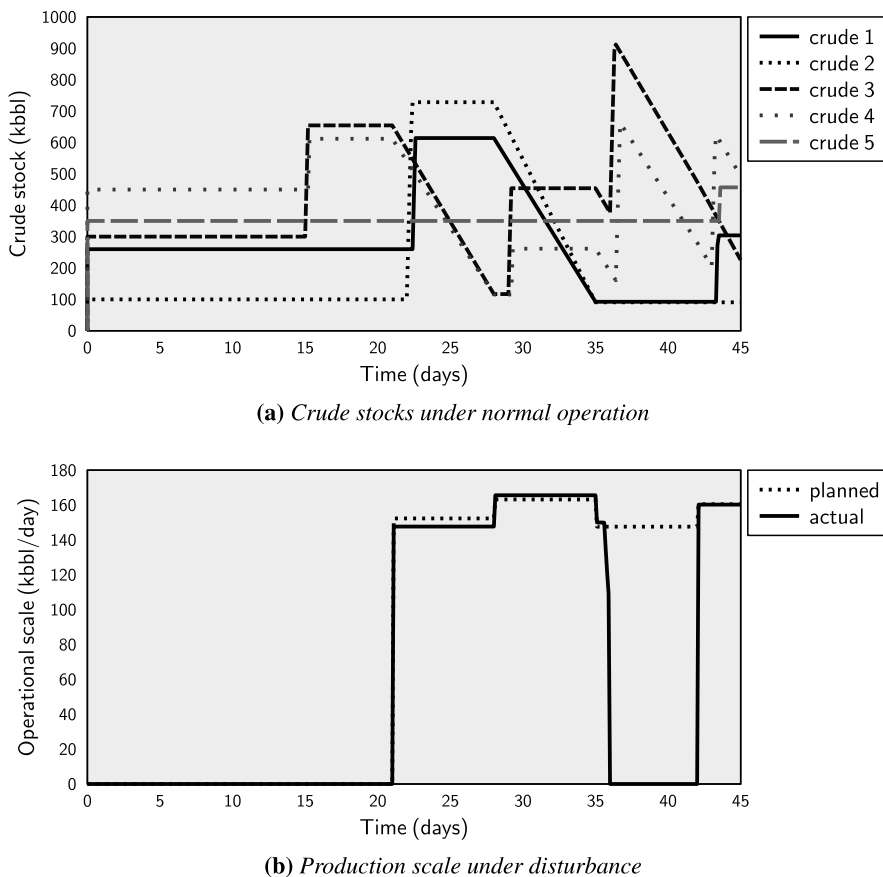 1000
900
800
700
600
500
400
300
200
100
0
Crude stock (kbbl)
0 5 10 15 20 25 30 35 40 45
Time (days)
crude 1
crude 2
crude 3
crude 4
crude 5
(a) Crude stocks under normal operation
180
160
140
120
100
80
60
40
20
0
Operational scale (kbbl/day)
0 5 10 15 20 25 30 35 40 45
Time (days)
planned
actual
(b) Production scale under disturbance